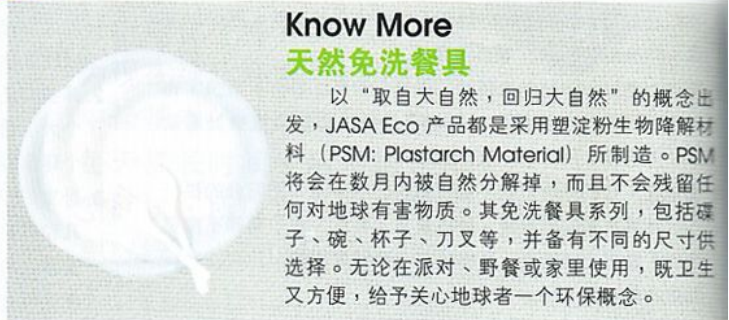 Know More
天然免洗餐具
以“取自大自然，回归大自然”的概念出
发，JASA Eco 产品都是采用塑淀粉生物降解材
料（PSM: Plastarch Material）所制造。PSM
将会在数月内被自然分解掉，而且不会残留任
何对地球有害物质。其免洗餐具系列，包括碟
子、碗、杯子、刀叉等，并备有不同的尺寸供
选择。无论在派对、野餐或家里使用，既卫生
又方便，给予关心地球者一个环保概念。